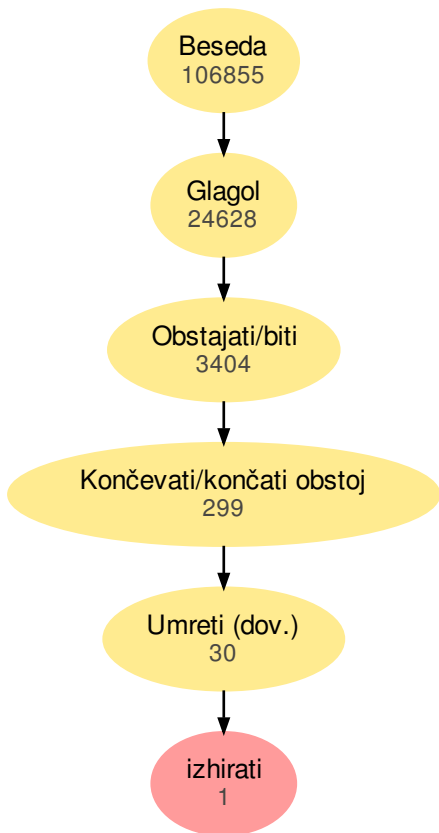 Beseda
106855
Glagol
24628
Obstajati/biti
3404
Končevati/končati obstoj
299
Umreti (dov.)
30
izhirati
1